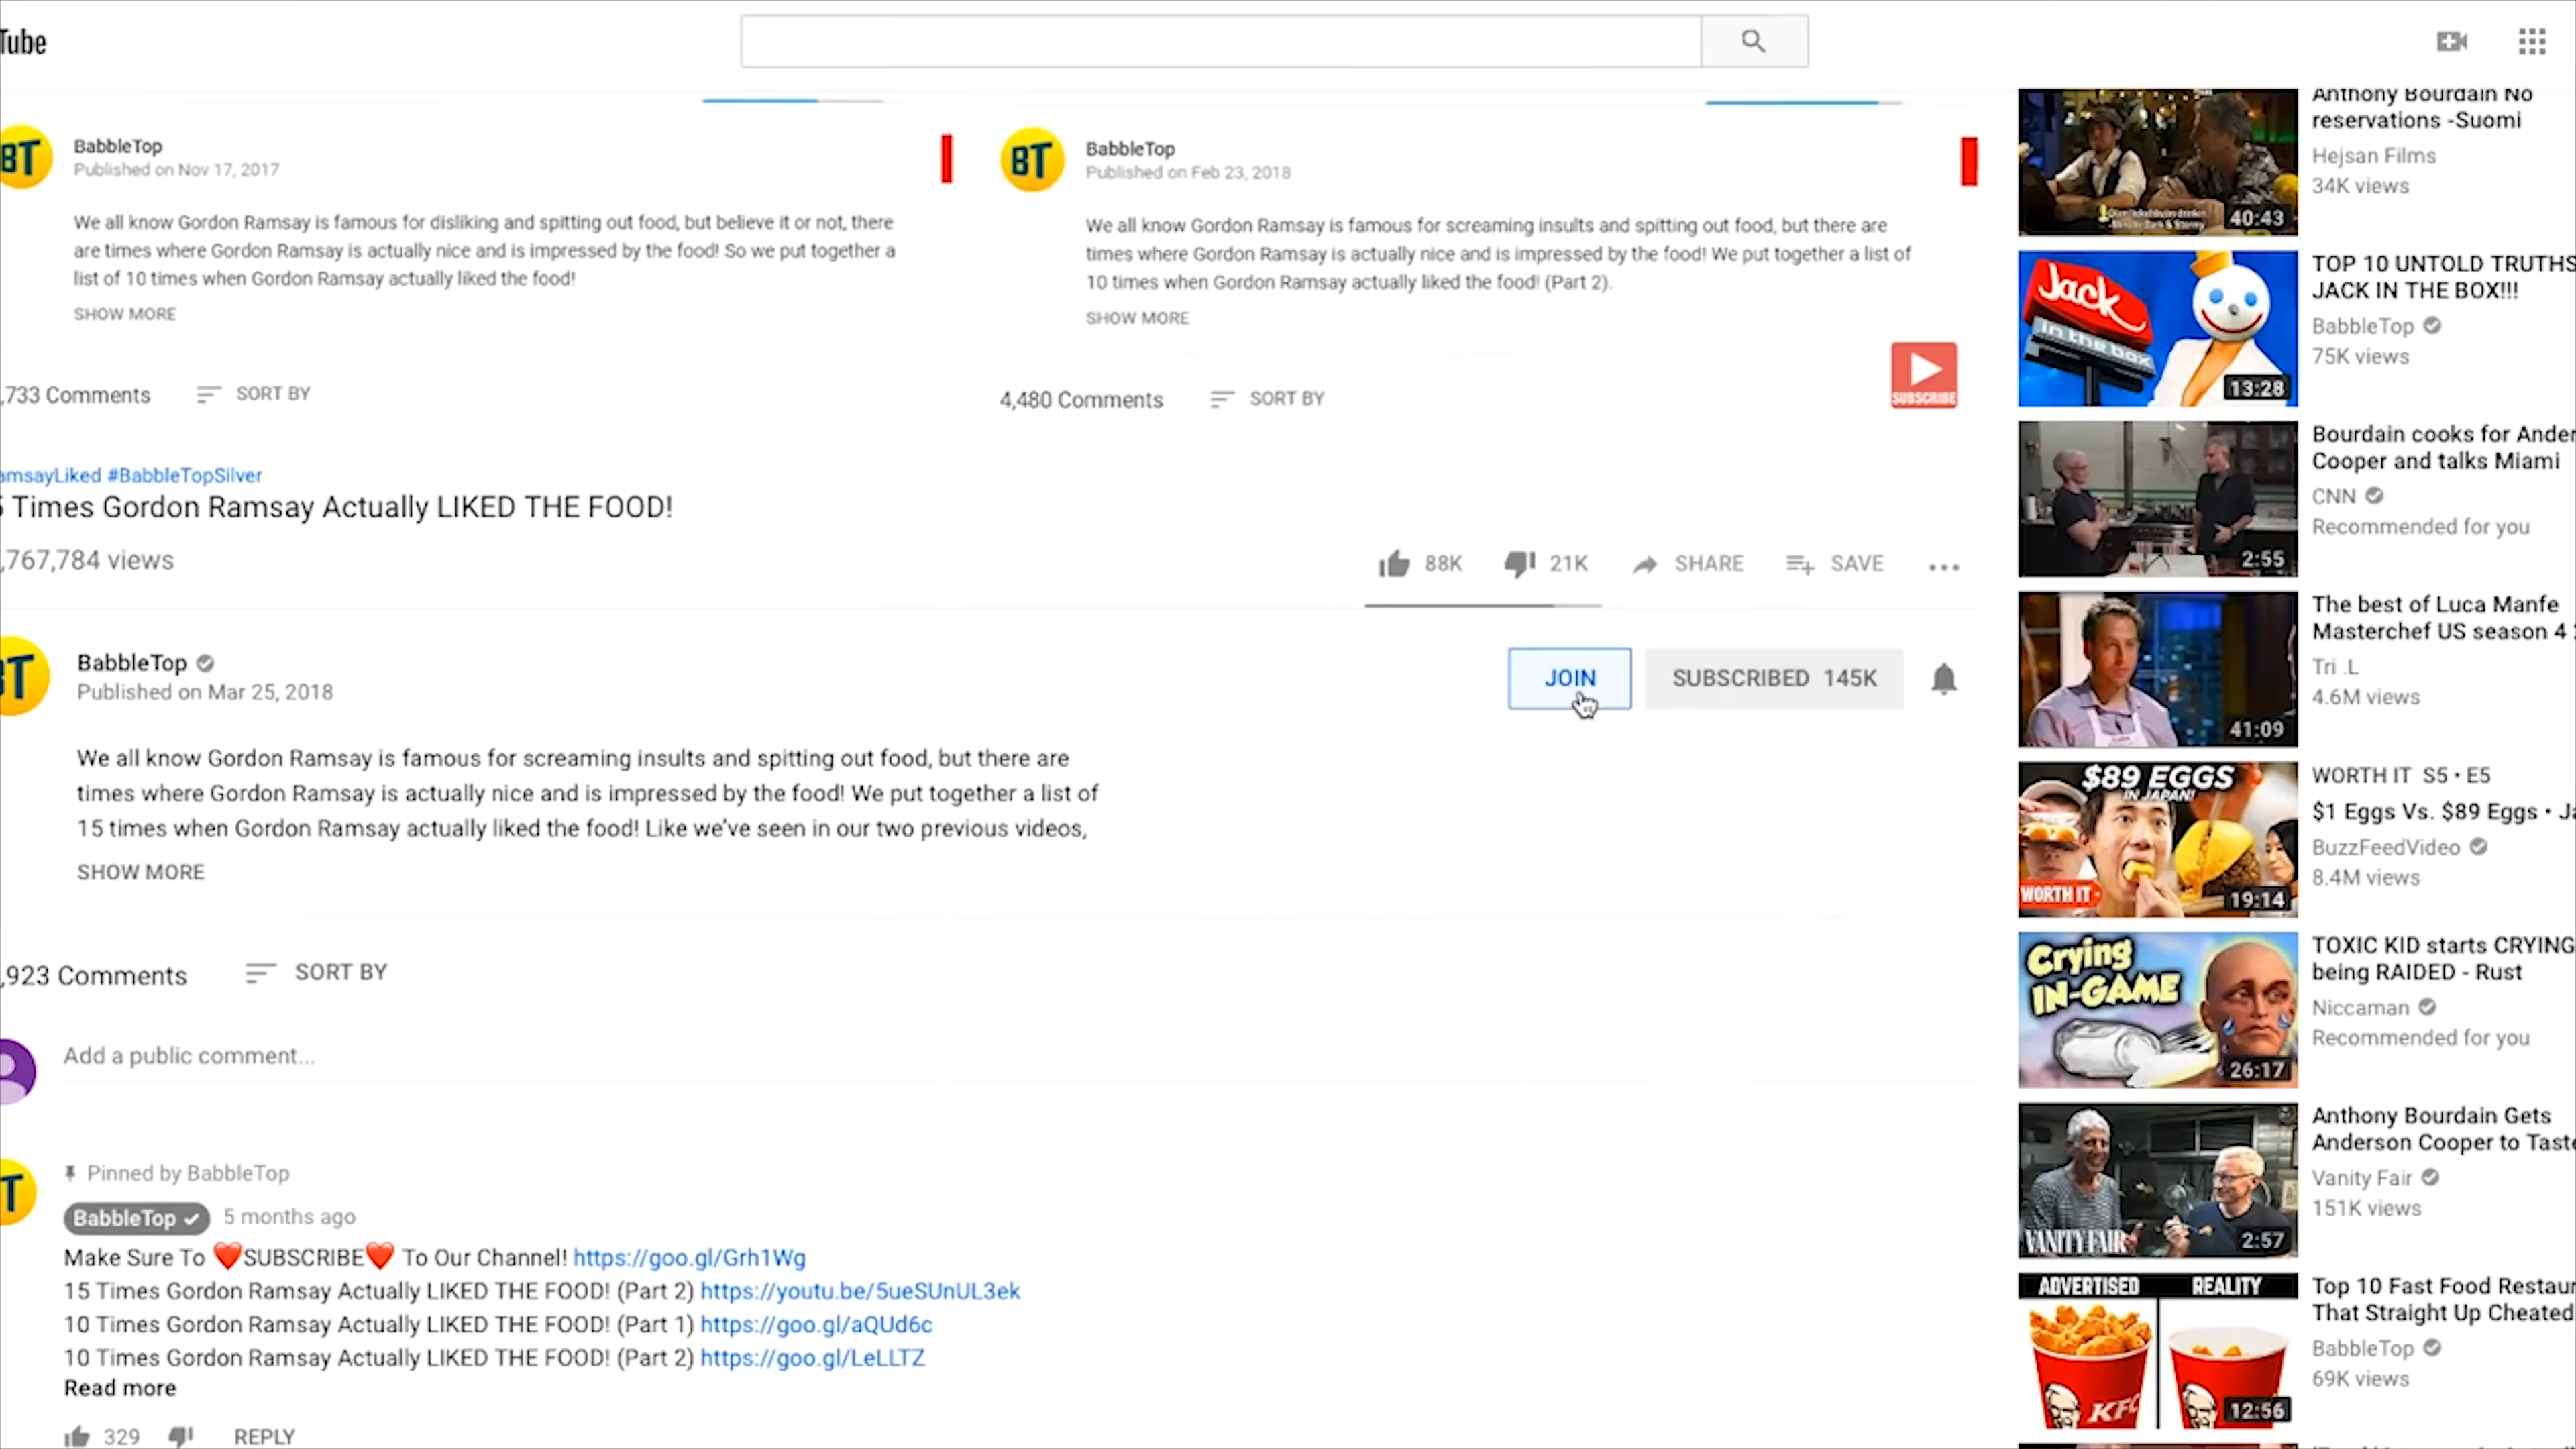 Tube
BT
BabbleTop
Published on Nov 17, 2017
We all know Gordon Ramsay is famous for disliking and spitting out food, but believe it or not, there
are times where Gordon Ramsay is actually nice and is impressed by the food! So we put together a
list of 10 times when Gordon Ramsay actually liked the food!
SHOW MORE
,733 Comments
SORT BY
BT
BabbleTop
Published on Feb 23, 2018
We all know Gordon Ramsay is famous for screaming insults and spitting out food, but there are
times where Gordon Ramsay is actually nice and is impressed by the food! We put together a list of
10 times when Gordon Ramsay actually liked the food! (Part 2).
SHOW MORE
4,480 Comments
SORT BY
SUBSCRIBE
amsayLiked #BabbleTopSilver
Times Gordon Ramsay Actually LIKED THE FOOD!
,767,784 views
88K
21K
SHARE
SAVE
BT
BabbleTop
Published on Mar 25, 2018
JOIN
SUBSCRIBED 145K
We all know Gordon Ramsay is famous for screaming insults and spitting out food, but there are
times where Gordon Ramsay is actually nice and is impressed by the food! We put together a list of
15 times when Gordon Ramsay actually liked the food! Like we've seen in our two previous videos,
SHOW MORE
,923 Comments
SORT BY
Add a public comment...
T
Pinned by BabbleTop
BabbleTop
5 months ago
Make Sure To ❤️SUBSCRIBE❤️ To Our Channel! https://goo.gl/Grh1Wg
15 Times Gordon Ramsay Actually LIKED THE FOOD! (Part 2) https://youtu.be/5ueSUnUL3ek
10 Times Gordon Ramsay Actually LIKED THE FOOD! (Part 1) https://goo.gl/aQUd6c
10 Times Gordon Ramsay Actually LIKED THE FOOD! (Part 2) https://goo.gl/LeLLTZ
Read more
329
REPLY
40:43
Anthony Bourdain No
reservations -Suomi
Hejsan Films
34K views
Jack
in the box
13:28
TOP 10 UNTOLD TRUTHS
JACK IN THE BOX!!!
BabbleTop
75K views
2:55
Bourdain cooks for Ander
Cooper and talks Miami
CNN
Recommended for you
41:09
The best of Luca Manfe
Masterchef US season 4
Tri .L
4.6M views
$89 EGGS
IN JAPAN!
WORTH IT
19:14
WORTH IT S5 • E5
$1 Eggs Vs. $89 Eggs • Ja
BuzzFeedVideo
8.4M views
Crying
IN-GAME
26:17
TOXIC KID starts CRYING
being RAIDED - Rust
Niccaman
Recommended for you
VANITY FAIR
2:57
Anthony Bourdain Gets
Anderson Cooper to Taste
Vanity Fair
151K views
ADVERTISED
REALITY
KFC
12:56
Top 10 Fast Food Restaur
That Straight Up Cheated
BabbleTop
69K views